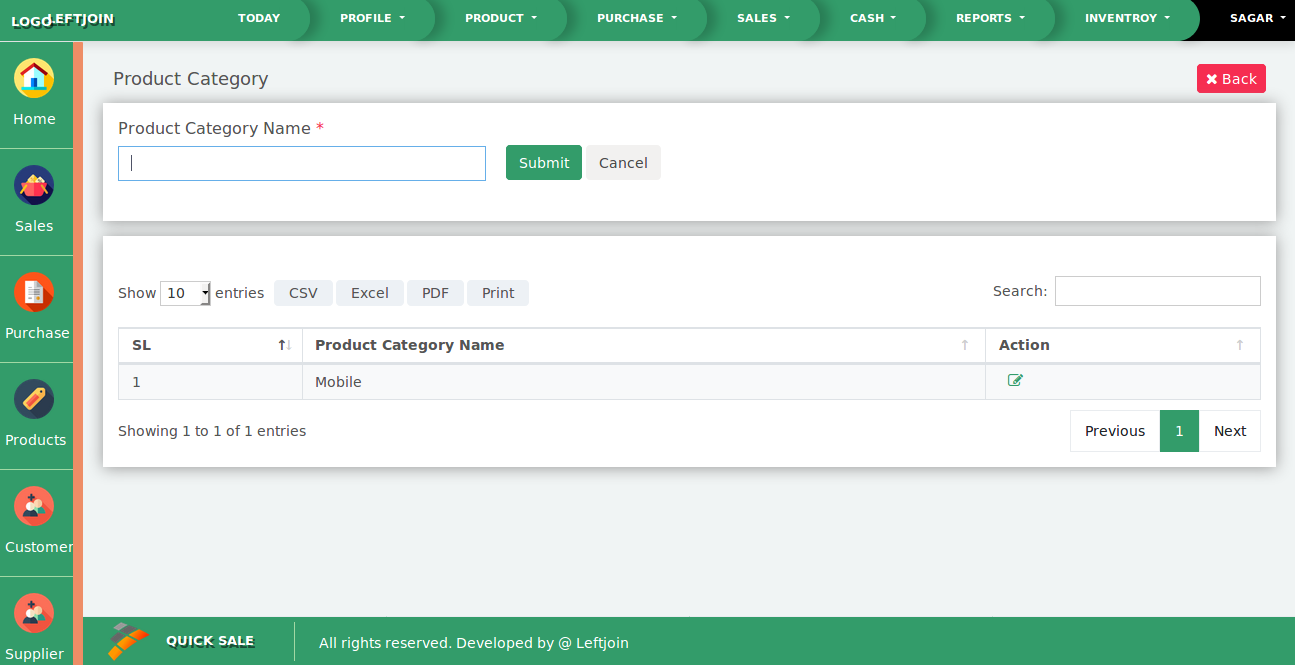 LOGO LEFTJOIN TODAY PROFILE PRODUCT PURCHASE SALES CASH REPORTS INVENTROY SAGAR
Home
Sales
Purchase
Products
Customer
Supplier
Product Category
Back
Product Category Name *
Submit Cancel
Show 10 entries CSV Excel PDF Print Search:
SL Product Category Name Action
1 Mobile
Showing 1 to 1 of 1 entries Previous 1 Next
QUICK SALE All rights reserved. Developed by @ Leftjoin